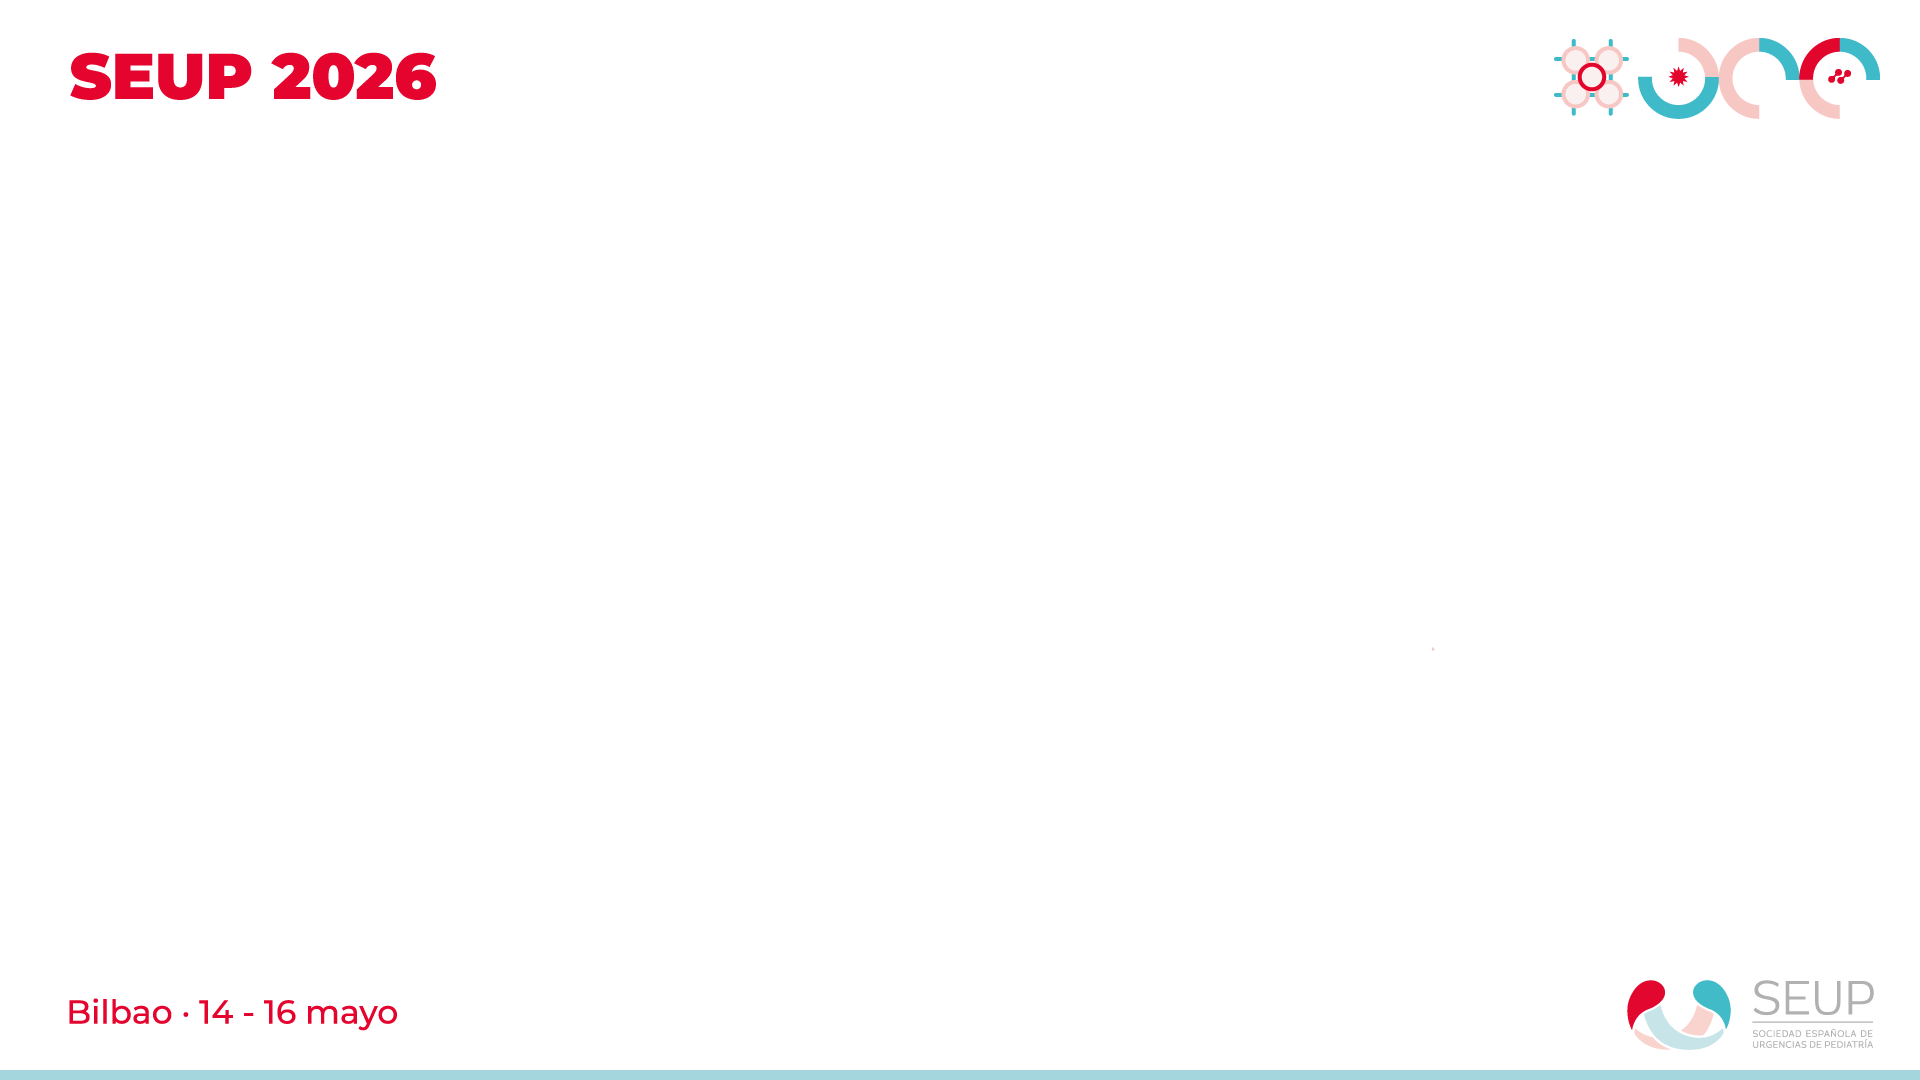 SEUP 2026
Bilbao · 14 - 16 mayo
SEUP
SOCIEDAD ESPAÑOLA DE
URGENCIAS DE PEDIATRÍA